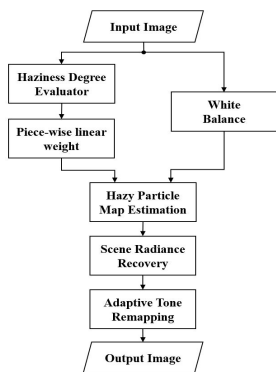 Input Image
Haziness Degree
Evaluator
Piece-wise linear
weight
White
Balance
Hazy Particle
Map Estimation
Scene Radiance
Recovery
Adaptive Tone
Remapping
Output Image